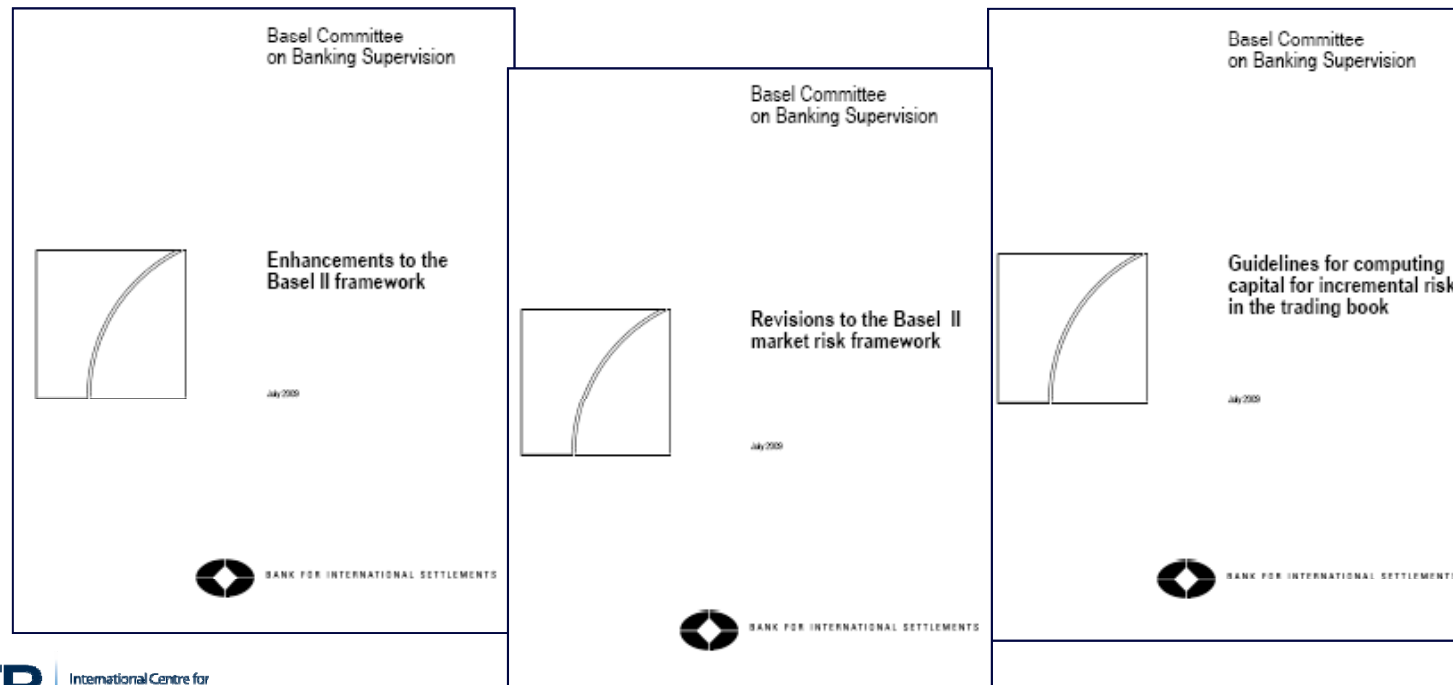 Basel Committee
on Banking Supervision
Enhancements to the
Basel II framework
July 2009
BANK FOR INTERNATIONAL SETTLEMENTS
Basel Committee
on Banking Supervision
Revisions to the Basel II
market risk framework
July 2009
BANK FOR INTERNATIONAL SETTLEMENTS
Basel Committee
on Banking Supervision
Guidelines for computing
capital for incremental risk
in the trading book
July 2009
BANK FOR INTERNATIONAL SETTLEMENTS
International Centre for